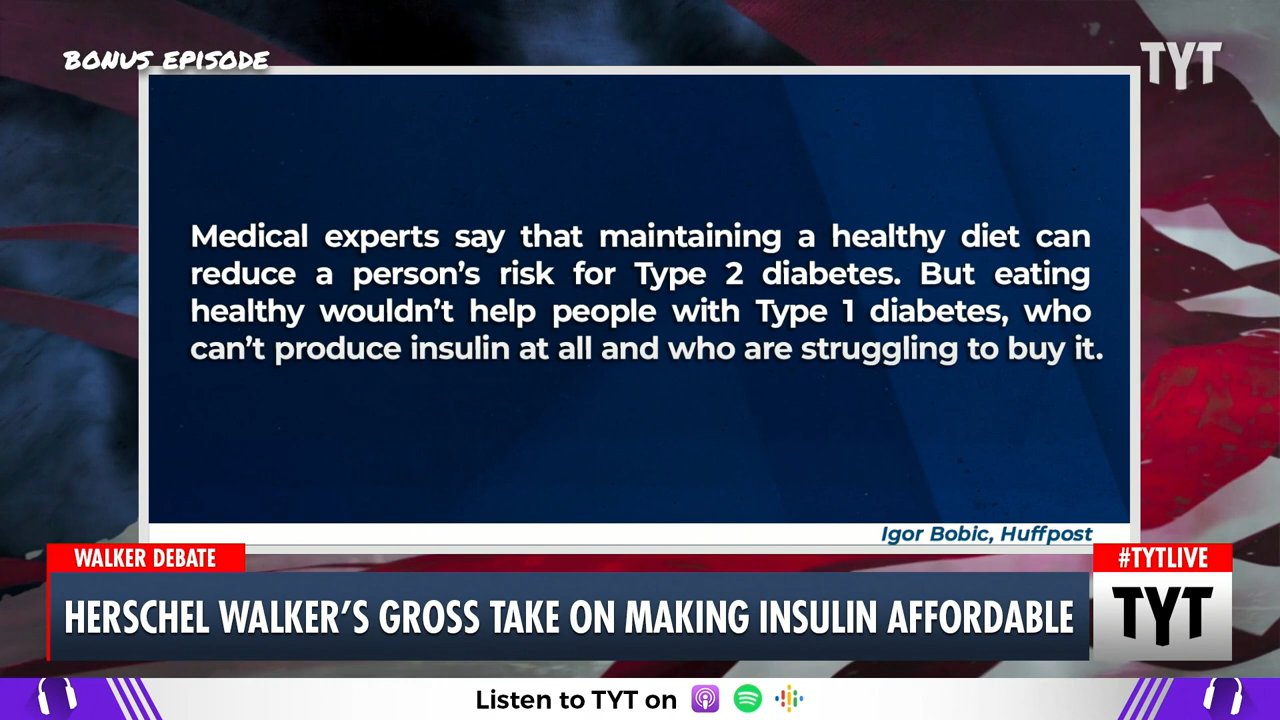 BONUS EPISODE
TYT
Medical experts say that maintaining a healthy diet can
reduce a person's risk for Type 2 diabetes. But eating
healthy wouldn't help people with Type 1 diabetes, who
can't produce insulin at all and who are struggling to buy it.
Igor Bobic, Huffpost
WALKER DEBATE
#TYTLIVE
HERSCHEL WALKER'S GROSS TAKE ON MAKING INSULIN AFFORDABLE
TYT
Listen to TYT on